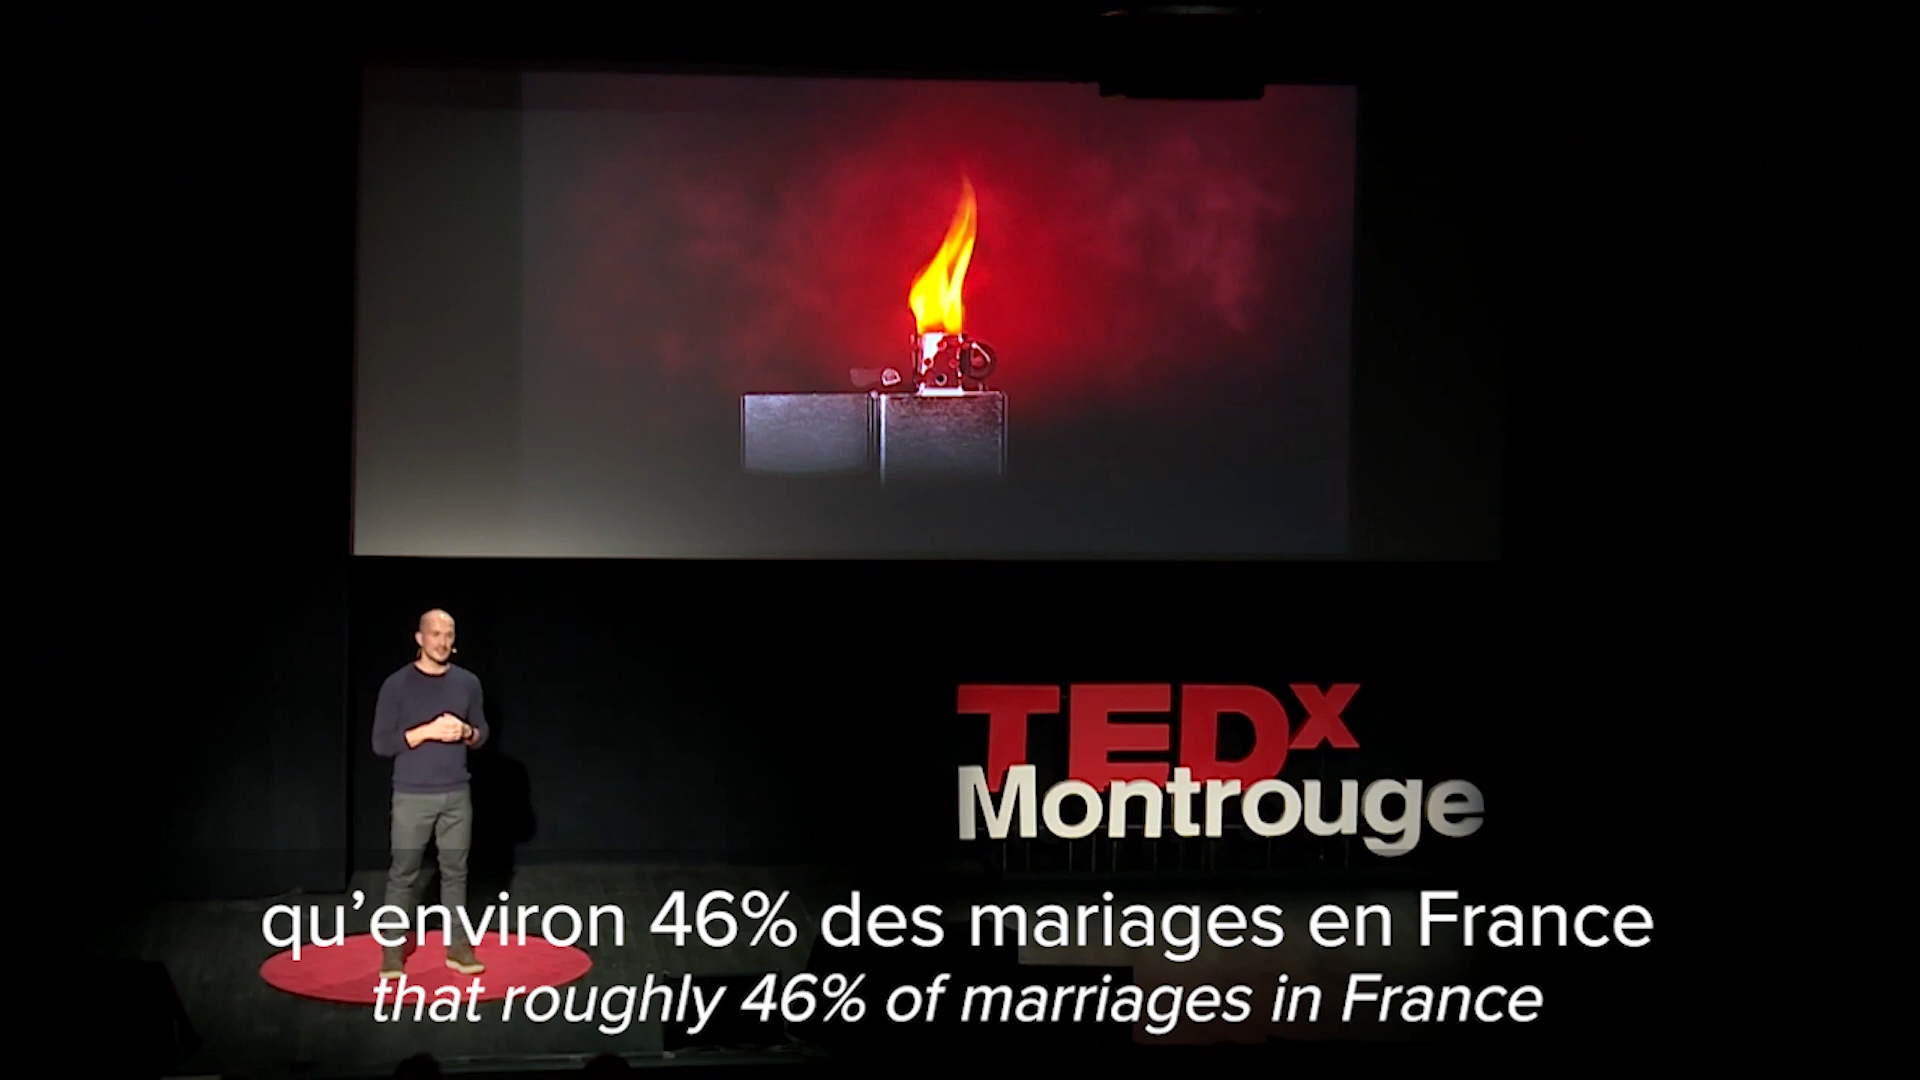 TEDx
Montrouge
qu’environ 46% des mariages en France
that roughly 46% of marriages in France